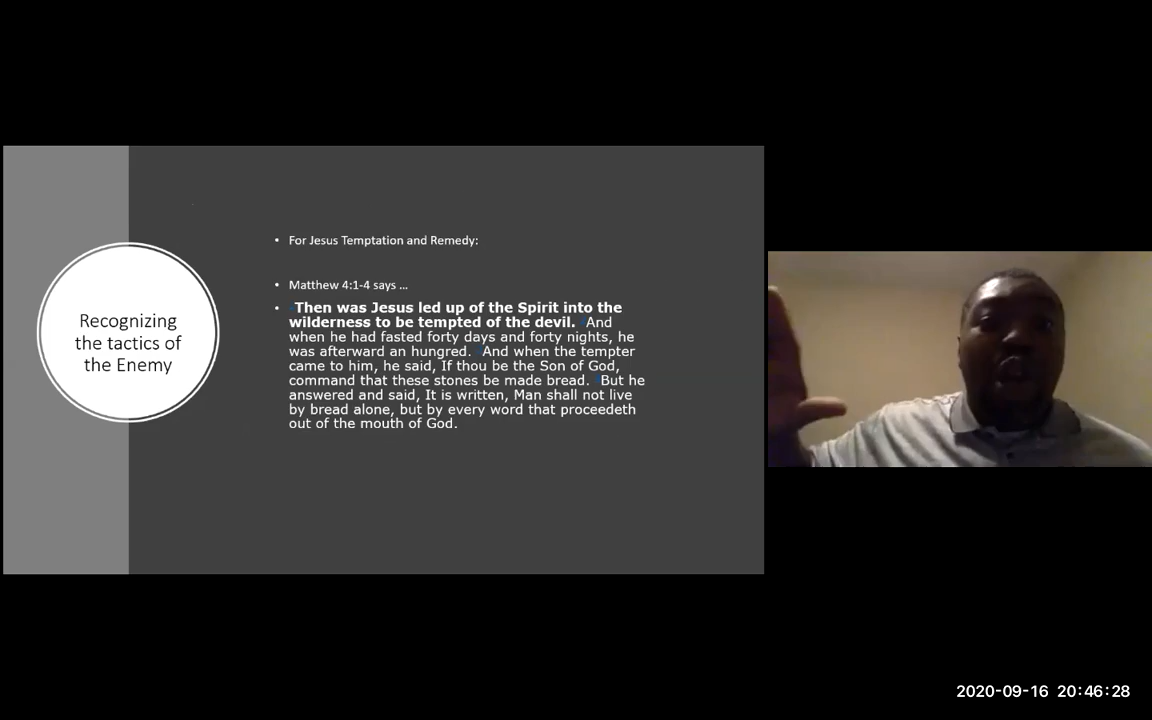 Recognizing
the tactics of
the Enemy
• For Jesus Temptation and Remedy:
• Matthew 4:1-4 says ...
• Then was Jesus led up of the Spirit into the
wilderness to be tempted of the devil. And
when he had fasted forty days and forty nights, he
was afterward an hungred. And when the tempter
came to him, he said, If thou be the Son of God,
command that these stones be made bread. But he
answered and said, It is written, Man shall not live
by bread alone, but by every word that proceedeth
out of the mouth of God.
2020-09-16 20:46:28